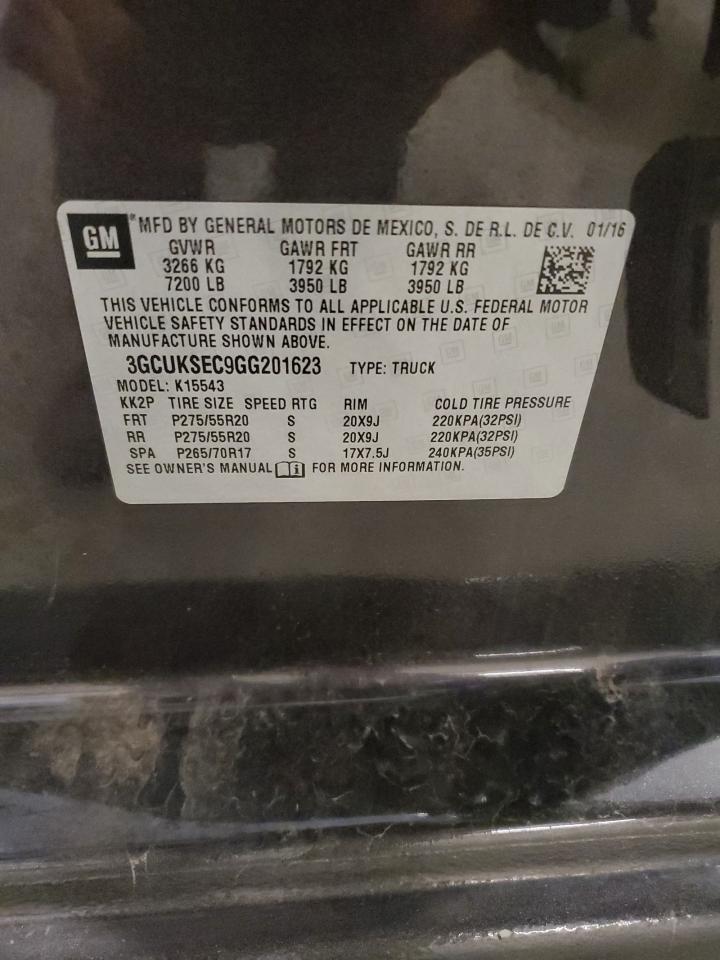 GM
®MFD BY GENERAL MOTORS DE MEXICO, S. DE R.L. DE C.V. 01/16
GVWR GAWR FRT GAWR RR
3266 KG 1792 KG 1792 KG
7200 LB 3950 LB 3950 LB
THIS VEHICLE CONFORMS TO ALL APPLICABLE U.S. FEDERAL MOTOR
VEHICLE SAFETY STANDARDS IN EFFECT ON THE DATE OF
MANUFACTURE SHOWN ABOVE.
3GCUKSEC9GG201623 TYPE: TRUCK
MODEL: K15543
KK2P TIRE SIZE SPEED RTG RIM COLD TIRE PRESSURE
FRT P275/55R20 S 20X9J 220KPA(32PSI)
RR P275/55R20 S 20X9J 220KPA(32PSI)
SPA P265/70R17 S 17X7.5J 240KPA(35PSI)
SEE OWNER'S MANUAL i FOR MORE INFORMATION.